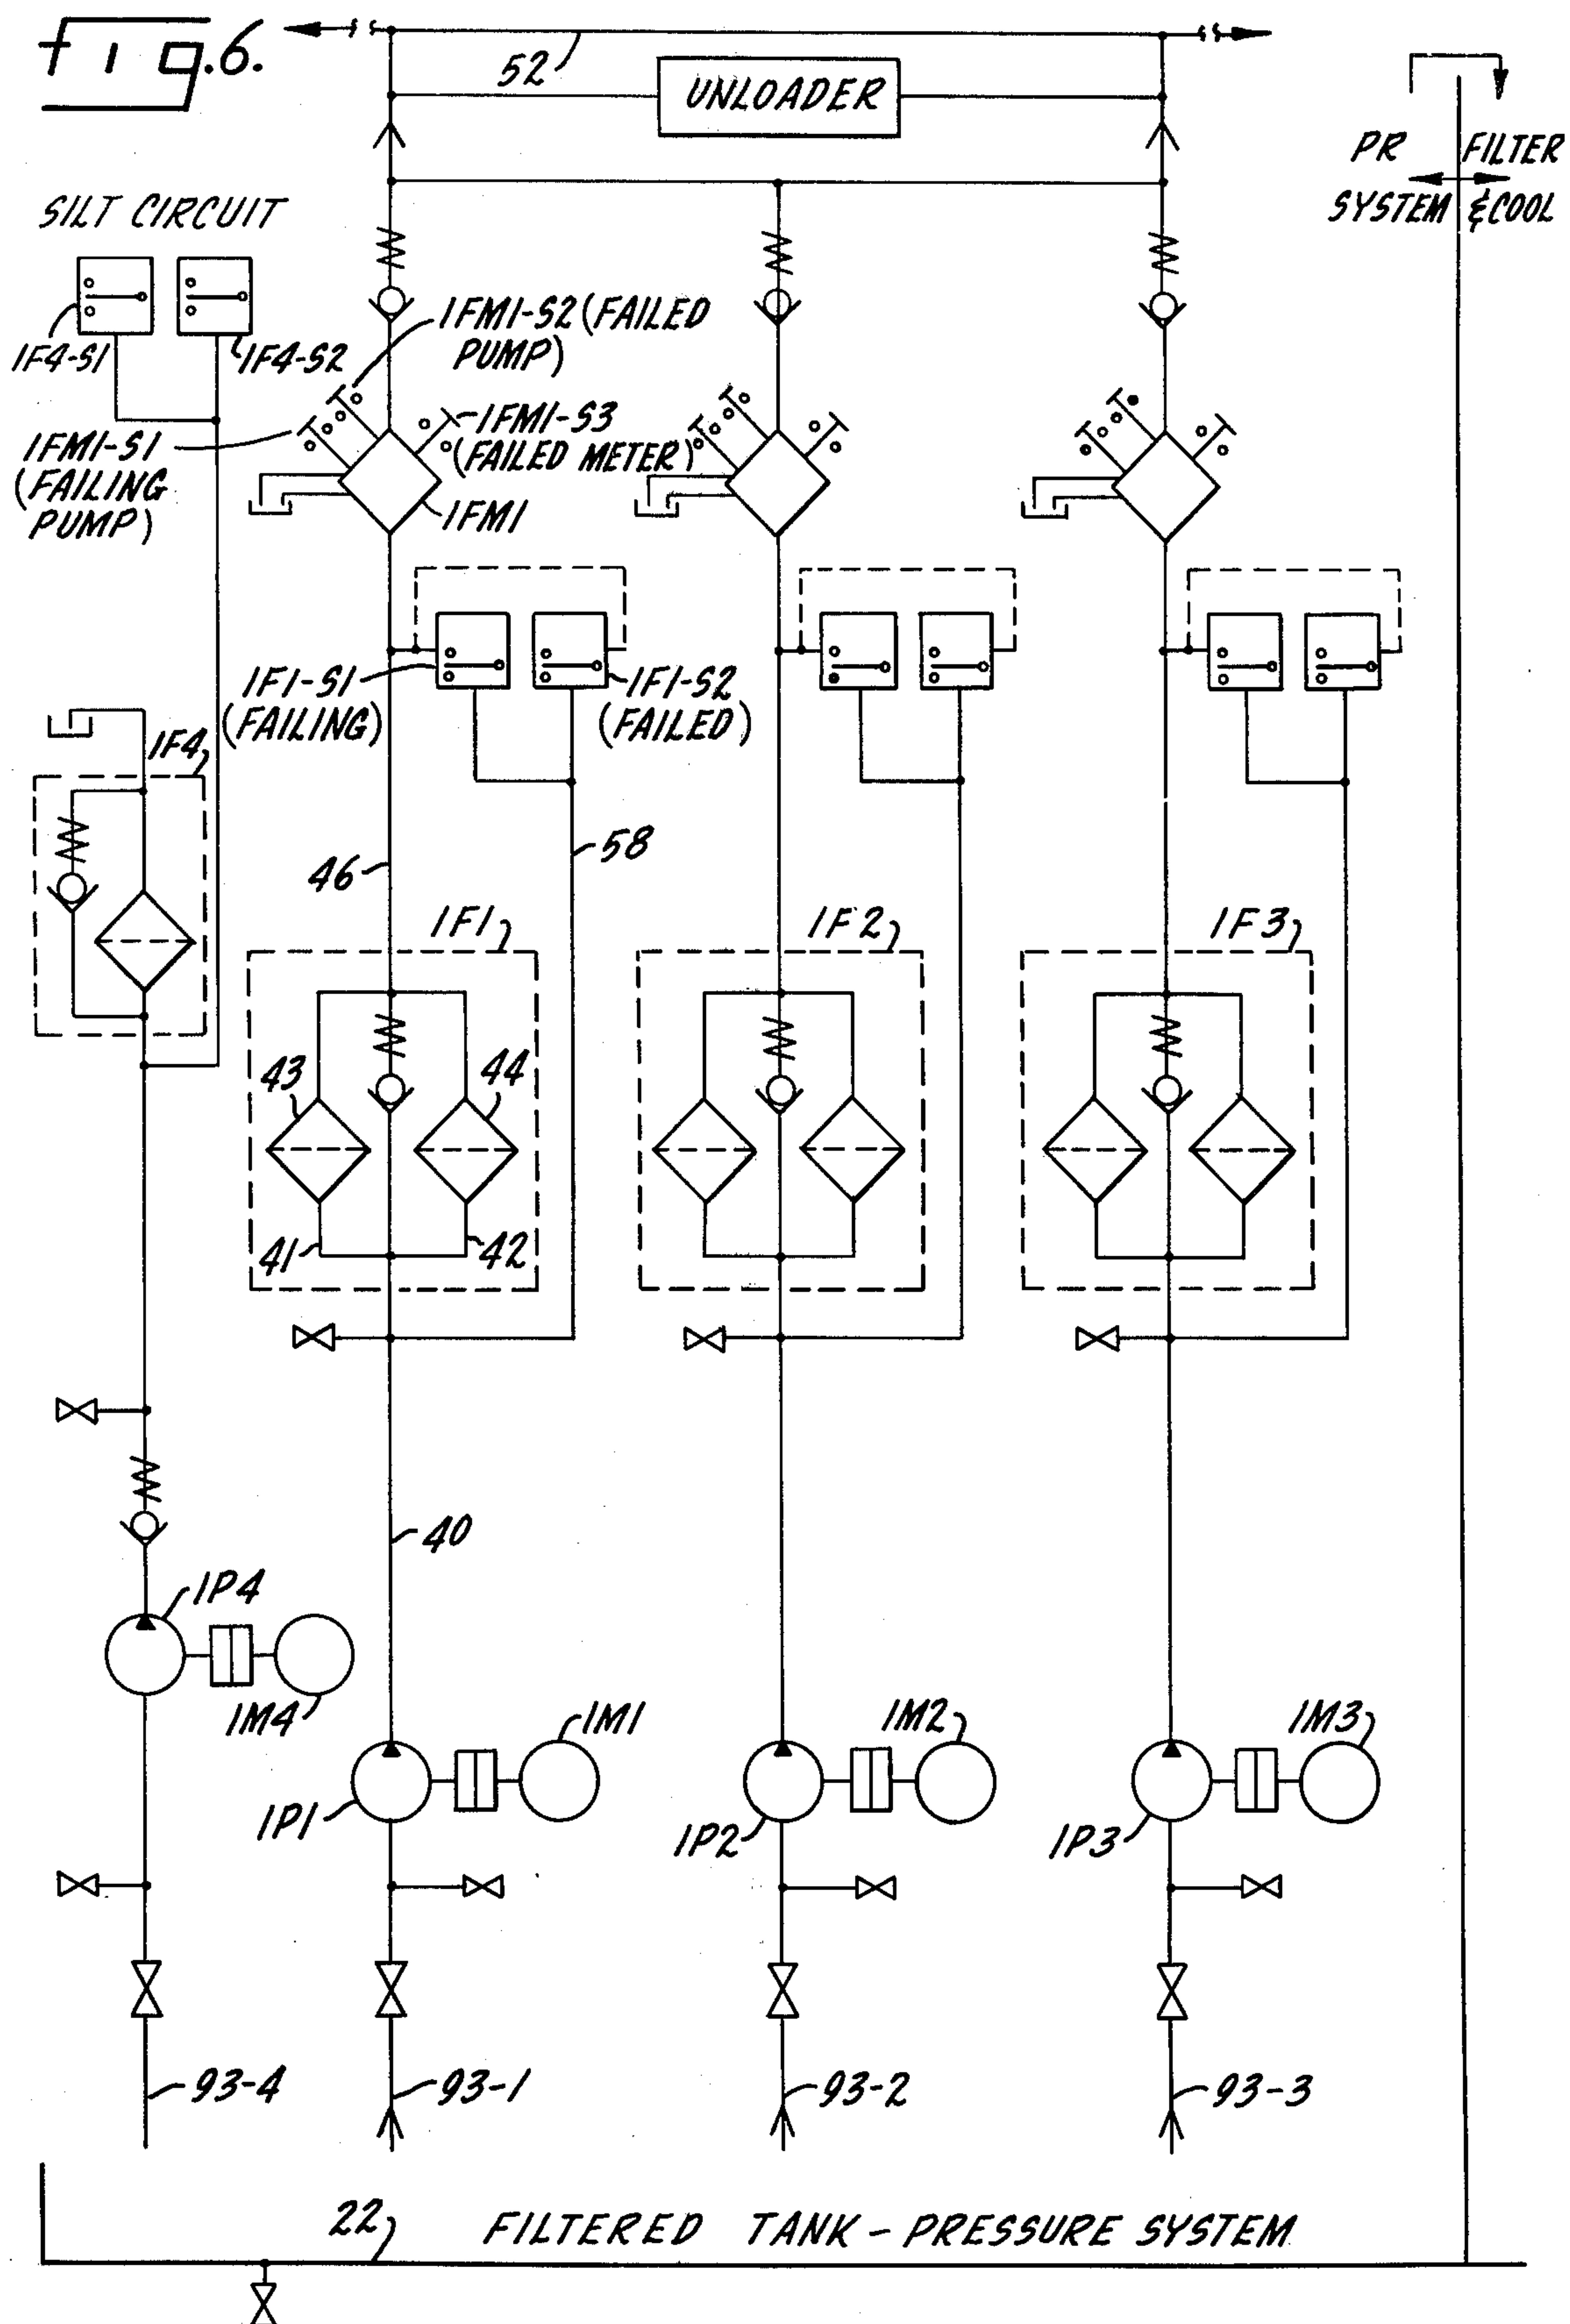 Fig.6.
52
UNLOADER
PR
SYSTEM
FILTER
&COOL
SILT CIRCUIT
1F4-S1
1F4-S2
1FM1-S2 (FAILED
PUMP)
1FM1-S1
(FAILING
PUMP)
1FM1-S3
(FAILED METER)
1FM1
1F1-S1
(FAILING)
1F1-S2
(FAILED)
1F4
46
58
1F1
1F2
1F3
43
44
41
42
40
1P4
1M4
1M1
1M2
1M3
1P1
1P2
1P3
93-4
93-1
93-2
93-3
22
FILTERED TANK - PRESSURE SYSTEM